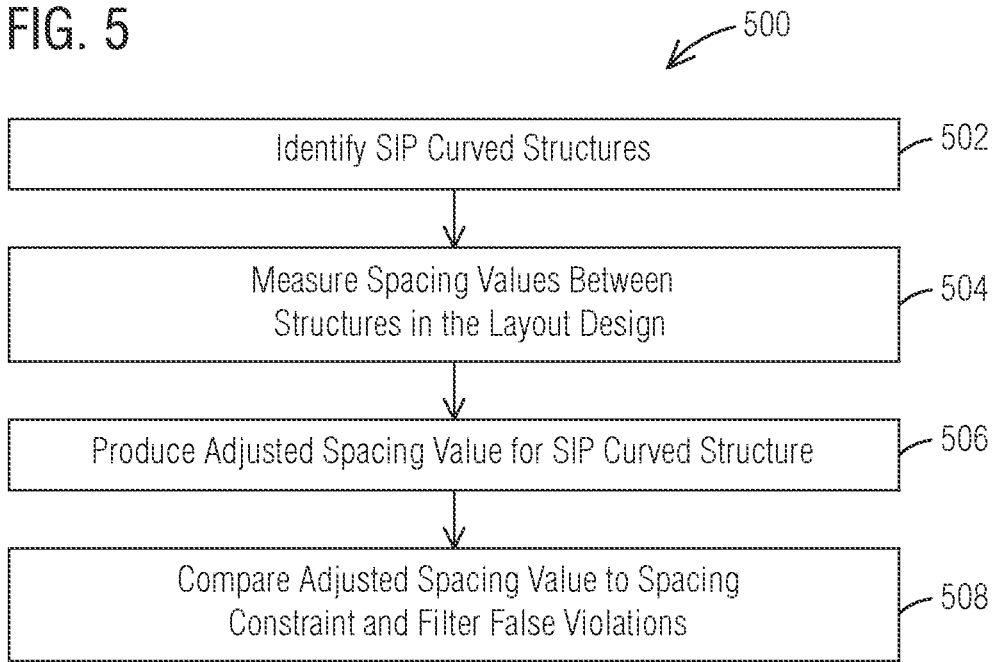 FIG. 5
500
Identify SIP Curved Structures
502
Measure Spacing Values Between
Structures in the Layout Design
504
Produce Adjusted Spacing Value for SIP Curved Structure
506
Compare Adjusted Spacing Value to Spacing
Constraint and Filter False Violations
508